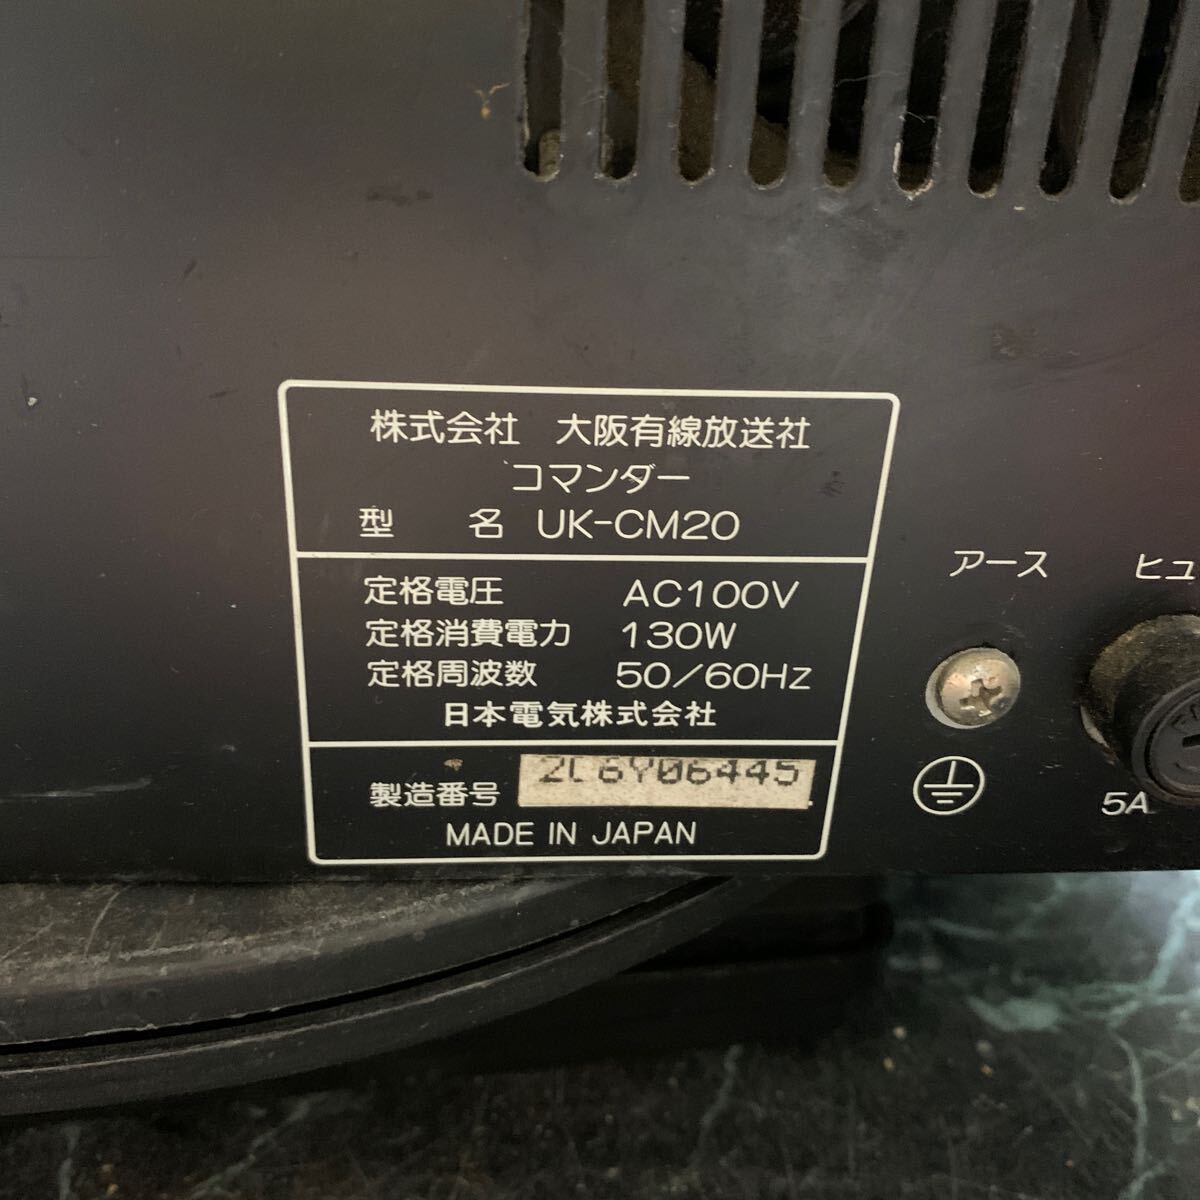 株式会社　大阪有線放送社
コマンダー
型　名 UK-CM20
定格電圧 AC100V
定格消費電力 130W
定格周波数 50/60Hz
日本電気株式会社
製造番号 2C6Y06445
MADE IN JAPAN
アース
ヒュ
5A